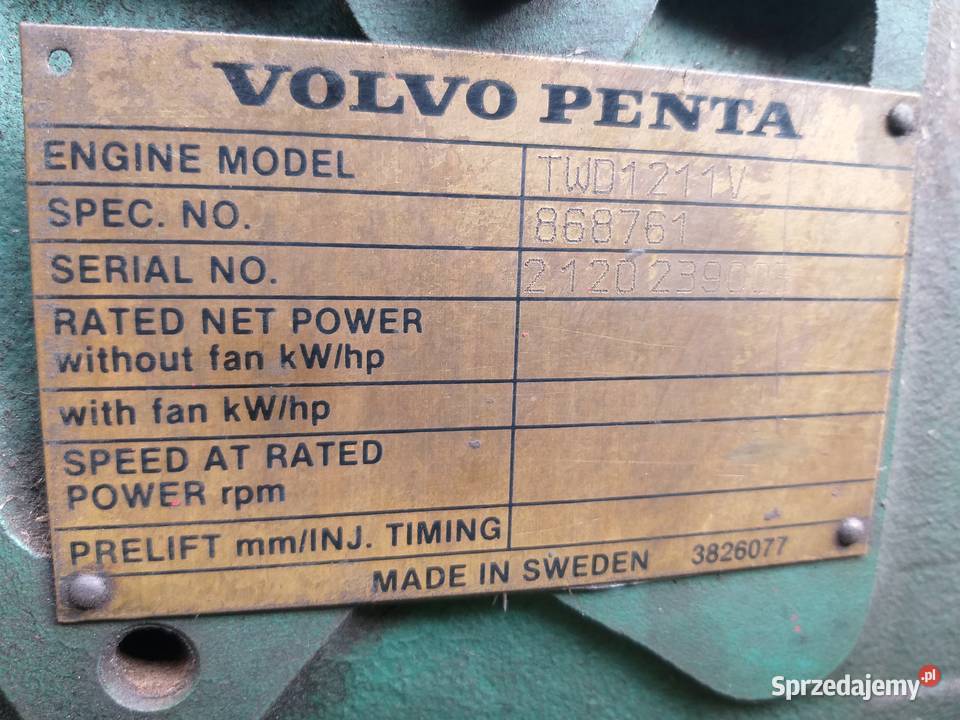 VOLVO PENTA
ENGINE MODEL TWD1211V
SPEC. NO. 868761
SERIAL NO.
RATED NET POWER
without fan kW/hp
with fan kW/hp
SPEED AT RATED
POWER rpm
PRELIFT mm/INJ. TIMING
MADE IN SWEDEN 3826077
Sprzedajemy.pl